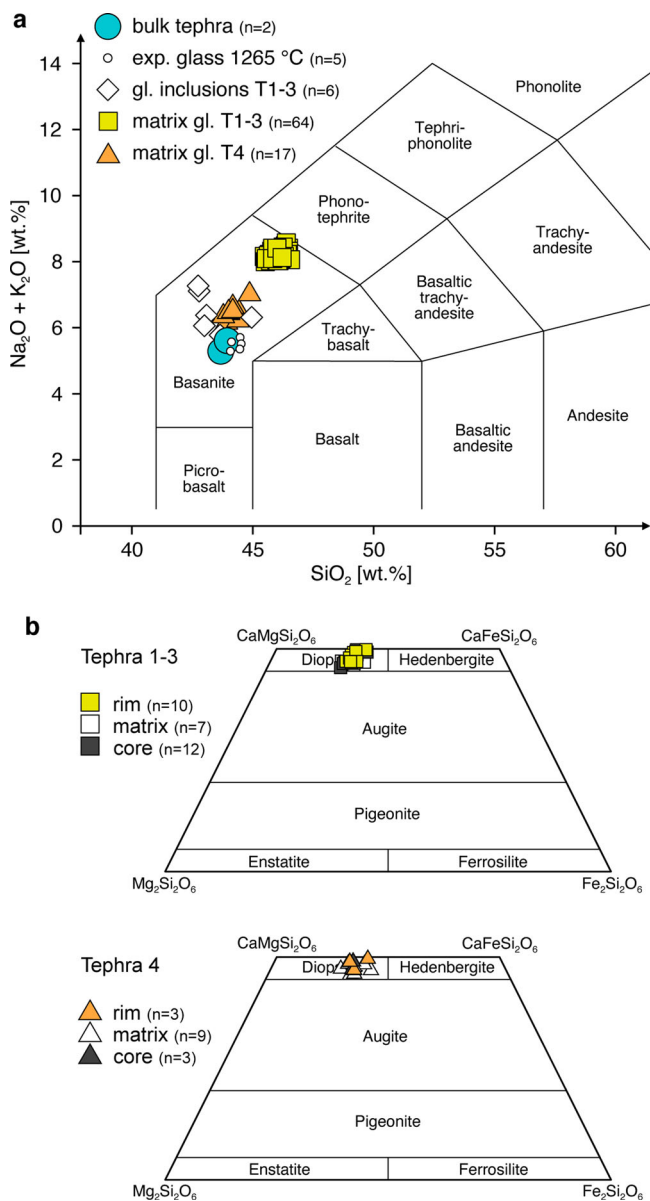 a
bulk tephra (n=2)
exp. glass 1265 °C (n=5)
gl. inclusions T1-3 (n=6)
matrix gl. T1-3 (n=64)
matrix gl. T4 (n=17)
Na₂O + K₂O [wt.%]
14
12
10
8
6
4
2
0
Phonolite
Tephri-
phonolite
Phono-
tephrite
Trachy-
andesite
Basaltic
trachy-
andesite
Trachy-
basalt
Basanite
Basalt
Basaltic
andesite
Andesite
Picro-
basalt
40
45
50
55
60
SiO₂ [wt.%]
b
Tephra 1-3
rim (n=10)
matrix (n=7)
core (n=12)
CaMgSi₂O₆
CaFeSi₂O₆
Diop
Hedenbergite
Augite
Pigeonite
Enstatite
Ferrosilite
Mg₂Si₂O₆
Fe₂Si₂O₆
Tephra 4
rim (n=3)
matrix (n=9)
core (n=3)
CaMgSi₂O₆
CaFeSi₂O₆
Diop
Hedenbergite
Augite
Pigeonite
Enstatite
Ferrosilite
Mg₂Si₂O₆
Fe₂Si₂O₆